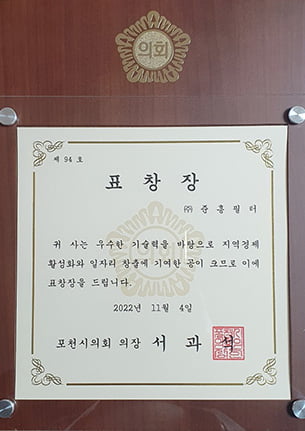 의회
제 94 호
표 창 장
㈜ 준 흥 필 터
귀 사는 우수한 기술력을 바탕으로 지역경제
활성화와 일자리 창출에 기여한 공이 크므로 이에
표창장을 드립니다.
2022년 11월 4일
포천시의회 의장 서 과 석